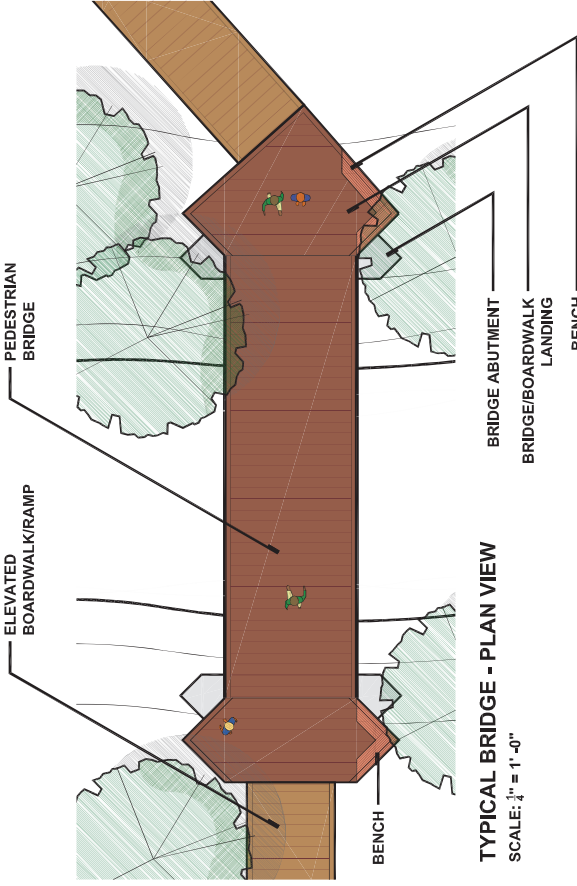 ELEVATED
BOARDWALK/RAMP
PEDESTRIAN
BRIDGE
BENCH
BRIDGE ABUTMENT
BRIDGE/BOARDWALK
LANDING
BENCH
TYPICAL BRIDGE - PLAN VIEW
SCALE: ¼" = 1' -0"